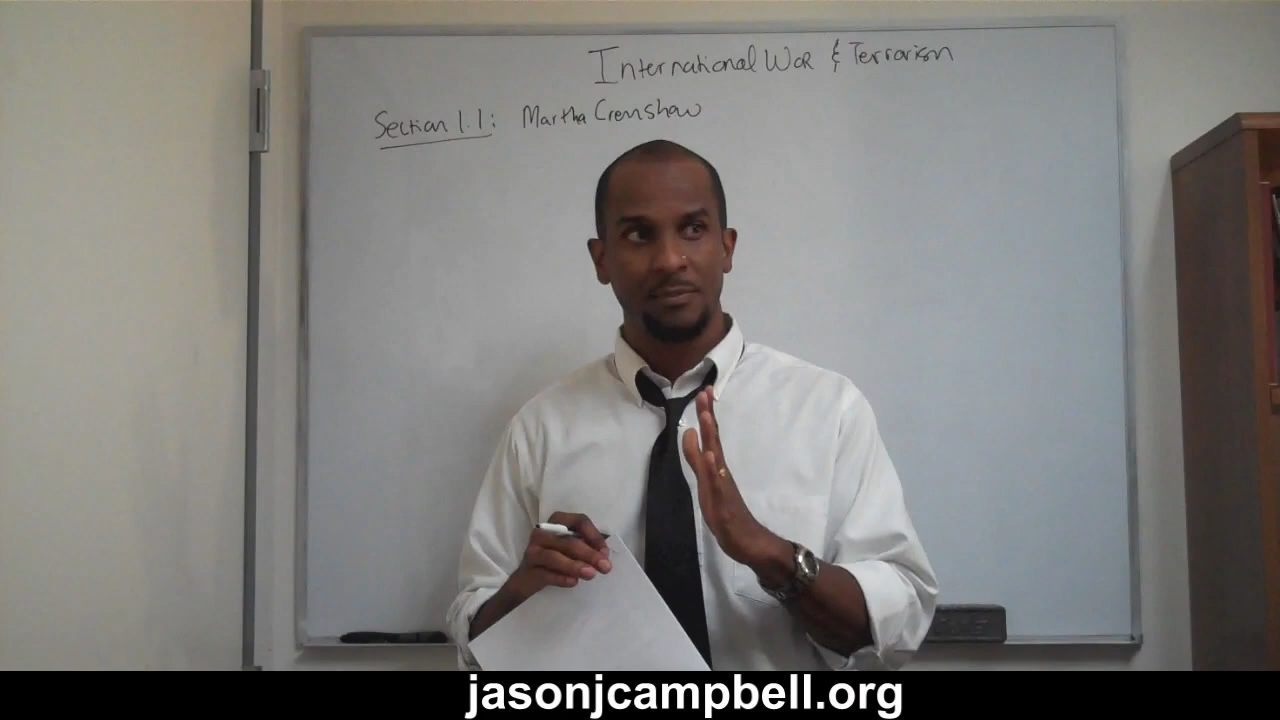 International War & Terrorism
Section 1.1: Martha Crenshaw
jasonjcampbell.org